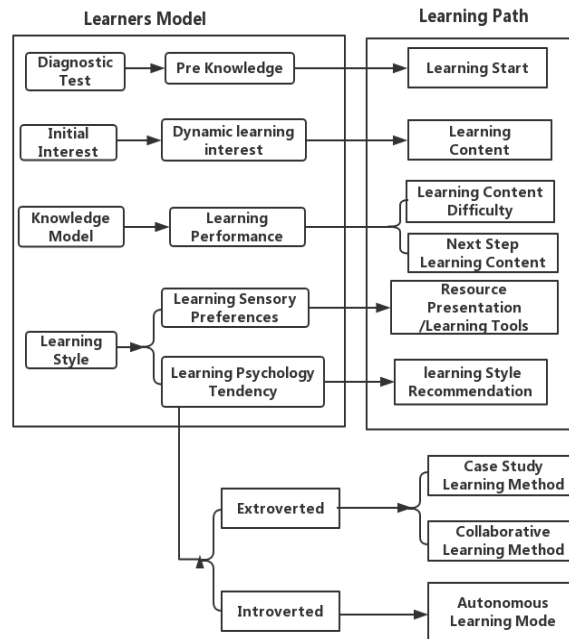 Learners Model
Learning Path
Diagnostic
Test
Pre Knowledge
Learning Start
Initial
Interest
Dynamic learning
interest
Learning
Content
Knowledge
Model
Learning
Performance
Learning Content
Difficulty
Next Step
Learning Content
Learning
Style
Learning Sensory
Preferences
Resource
Presentation
/Learning Tools
Learning Psychology
Tendency
learning Style
Recommendation
Extroverted
Case Study
Learning Method
Collaborative
Learning Method
Introverted
Autonomous
Learning Mode